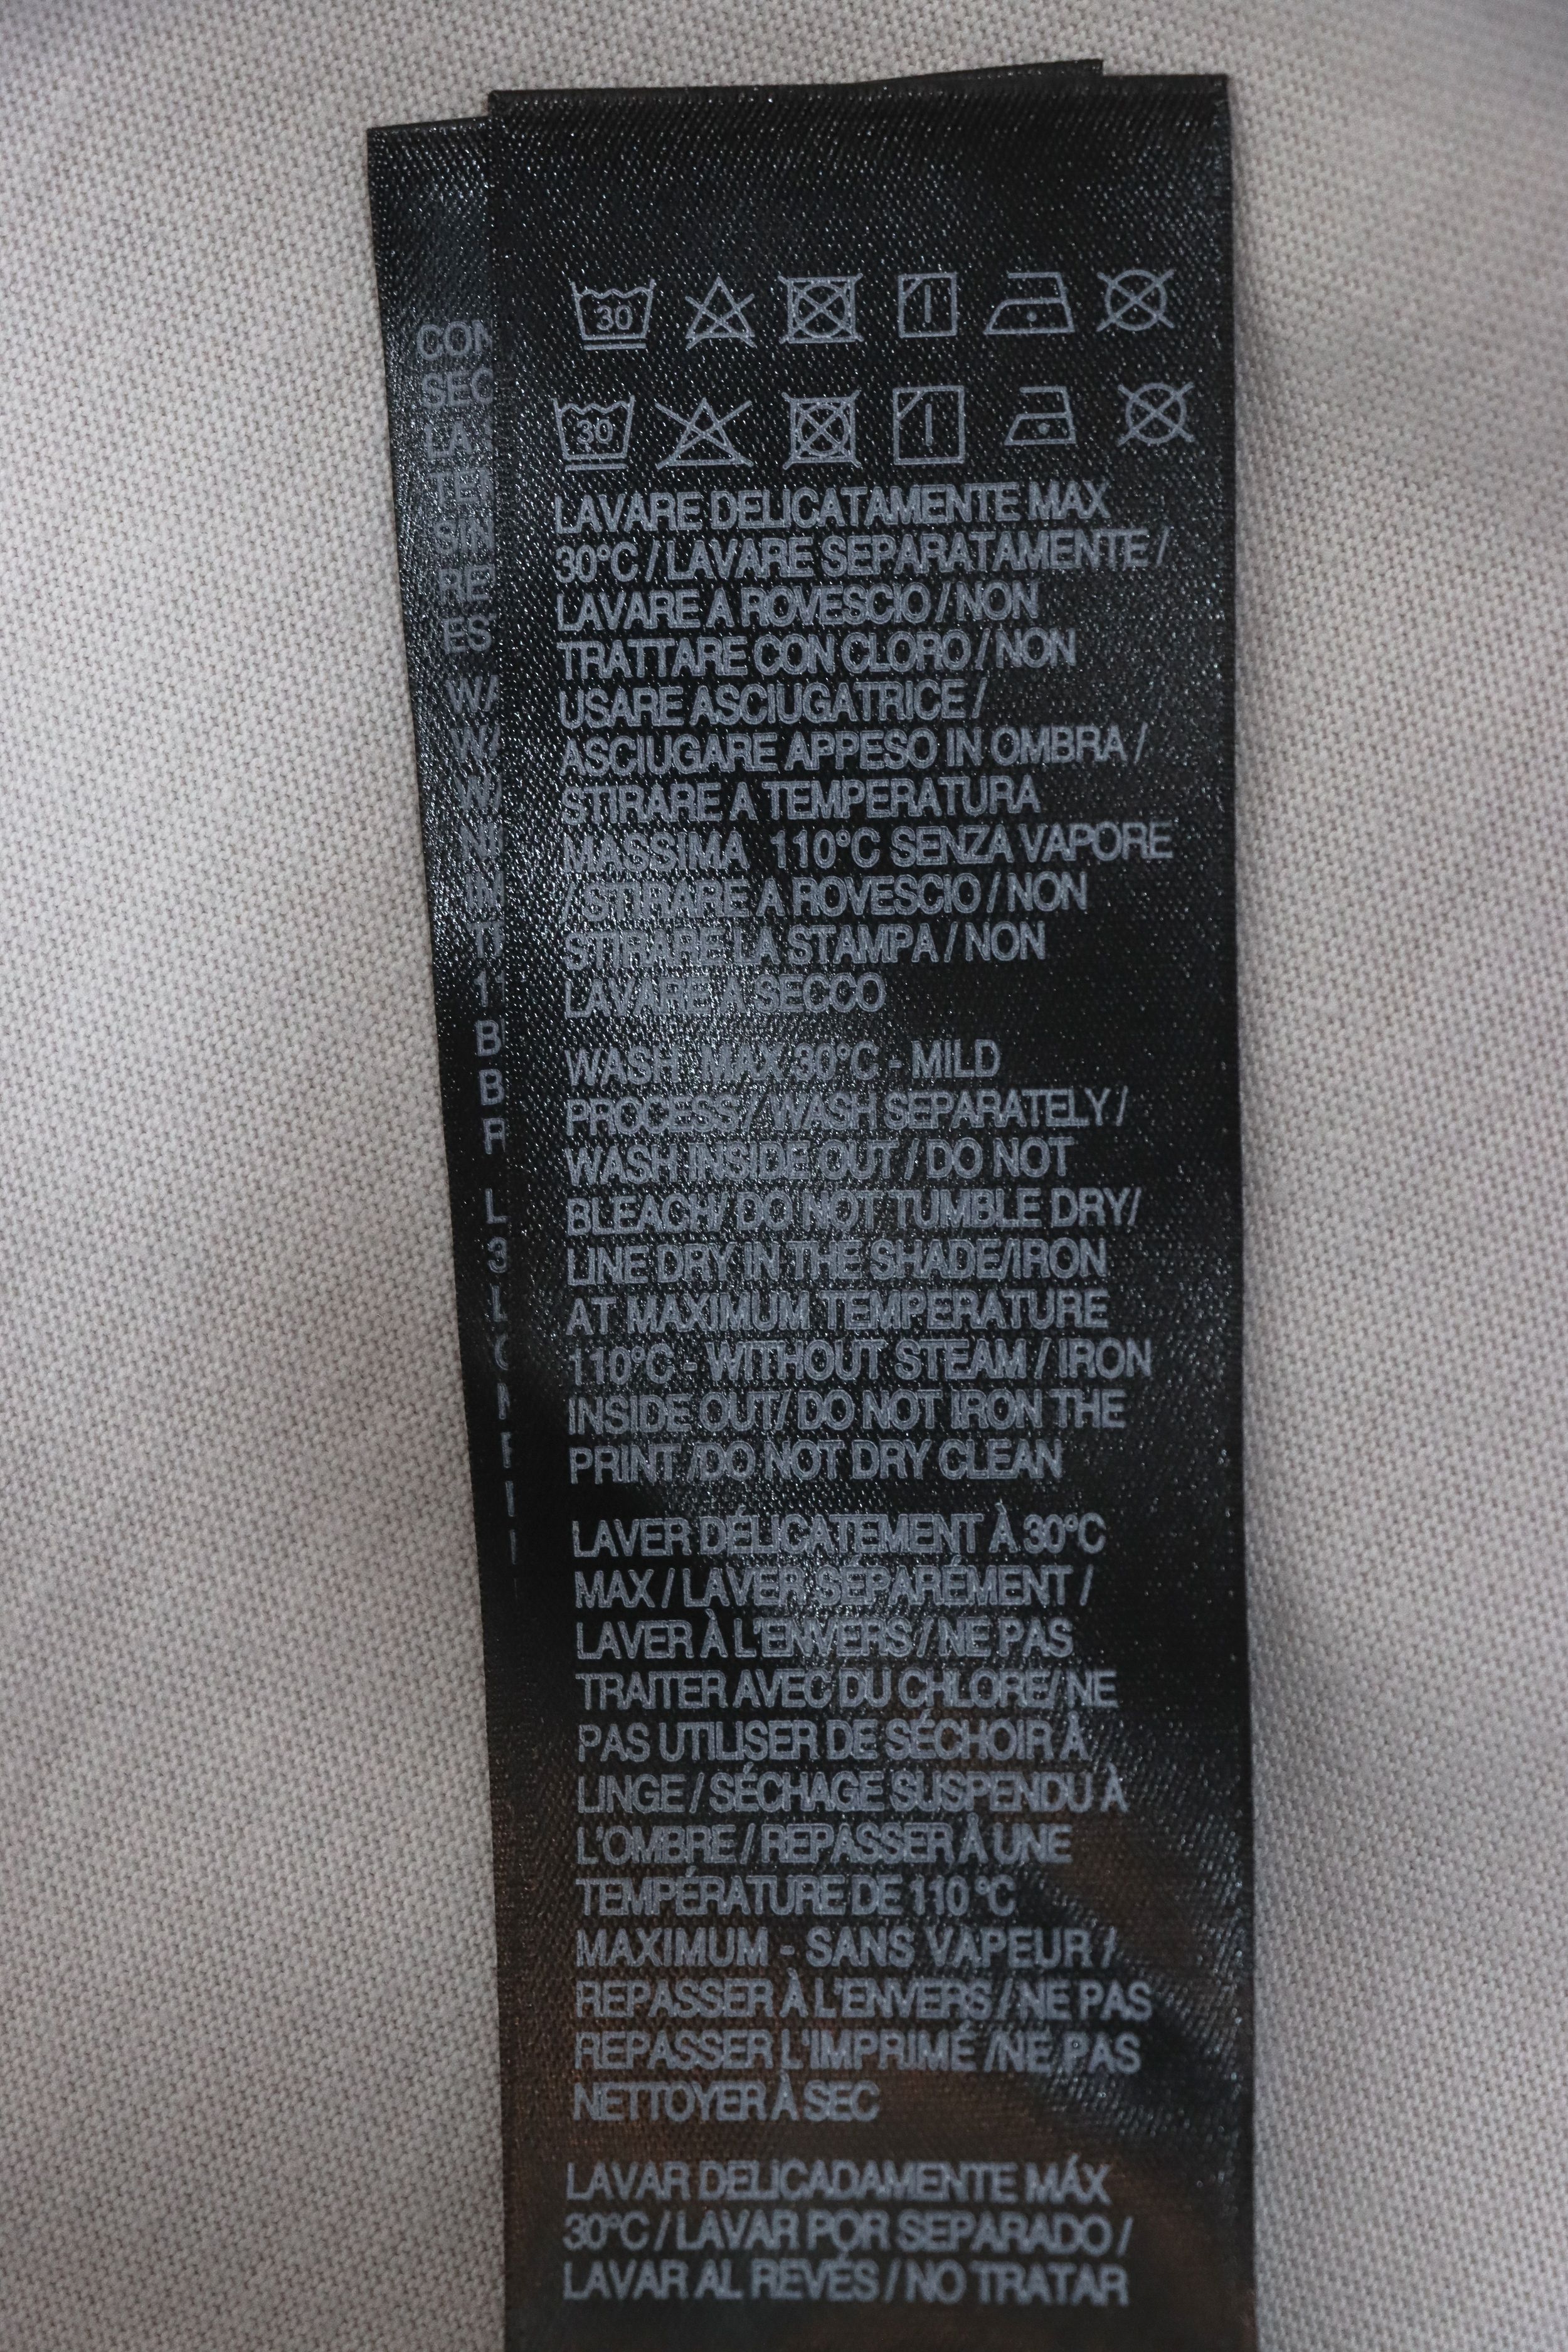 30
30
LAVARE DELICATAMENTE MAX
30°C / LAVARE SEPARATAMENTE /
LAVARE A ROVESCIO / NON
TRATTARE CON CLORO / NON
USARE ASCIUGATRICE /
ASCIUGARE APPESO IN OMBRA /
STIRARE A TEMPERATURA
MASSIMA 110°C SENZA VAPORE
/ STIRARE A ROVESCIO / NON
STIRARE LA STAMPA / NON
LAVARE A SECCO
WASH MAX 30°C - MILD
PROCESS / WASH SEPARATELY /
WASH INSIDE OUT / DO NOT
BLEACH/ DO NOT TUMBLE DRY/
LINE DRY IN THE SHADE/IRON
AT MAXIMUM TEMPERATURE
110°C - WITHOUT STEAM / IRON
INSIDE OUT/ DO NOT IRON THE
PRINT /DO NOT DRY CLEAN
LAVER DÉLICATEMENT À 30°C
MAX / LAVER SÉPARÉMENT /
LAVER À L'ENVERS / NE PAS
TRAITER AVEC DU CHLORE/ NE
PAS UTILISER DE SÉCHOIR À
LINGE / SÉCHAGE SUSPENDU À
L'OMBRE / REPASSER À UNE
TEMPÉRATURE DE 110 °C
MAXIMUM - SANS VAPEUR /
REPASSER À L'ENVERS / NE PAS
REPASSER L'IMPRIMÉ /NE PAS
NETTOYER À SEC
LAVAR DELICADAMENTE MÁX
30°C / LAVAR POR SEPARADO /
LAVAR AL REVÉS / NO TRATAR